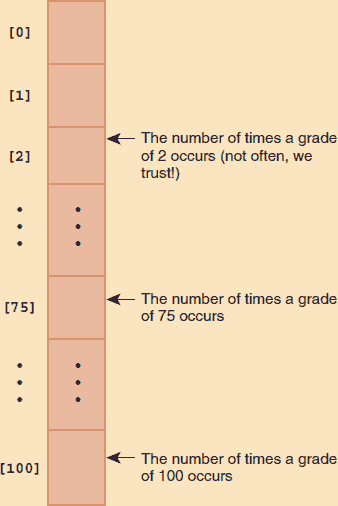 [0]
[1]
[2]
The number of times a grade
of 2 occurs (not often, we
trust!)
[75]
The number of times a grade
of 75 occurs
[100]
The number of times a grade
of 100 occurs